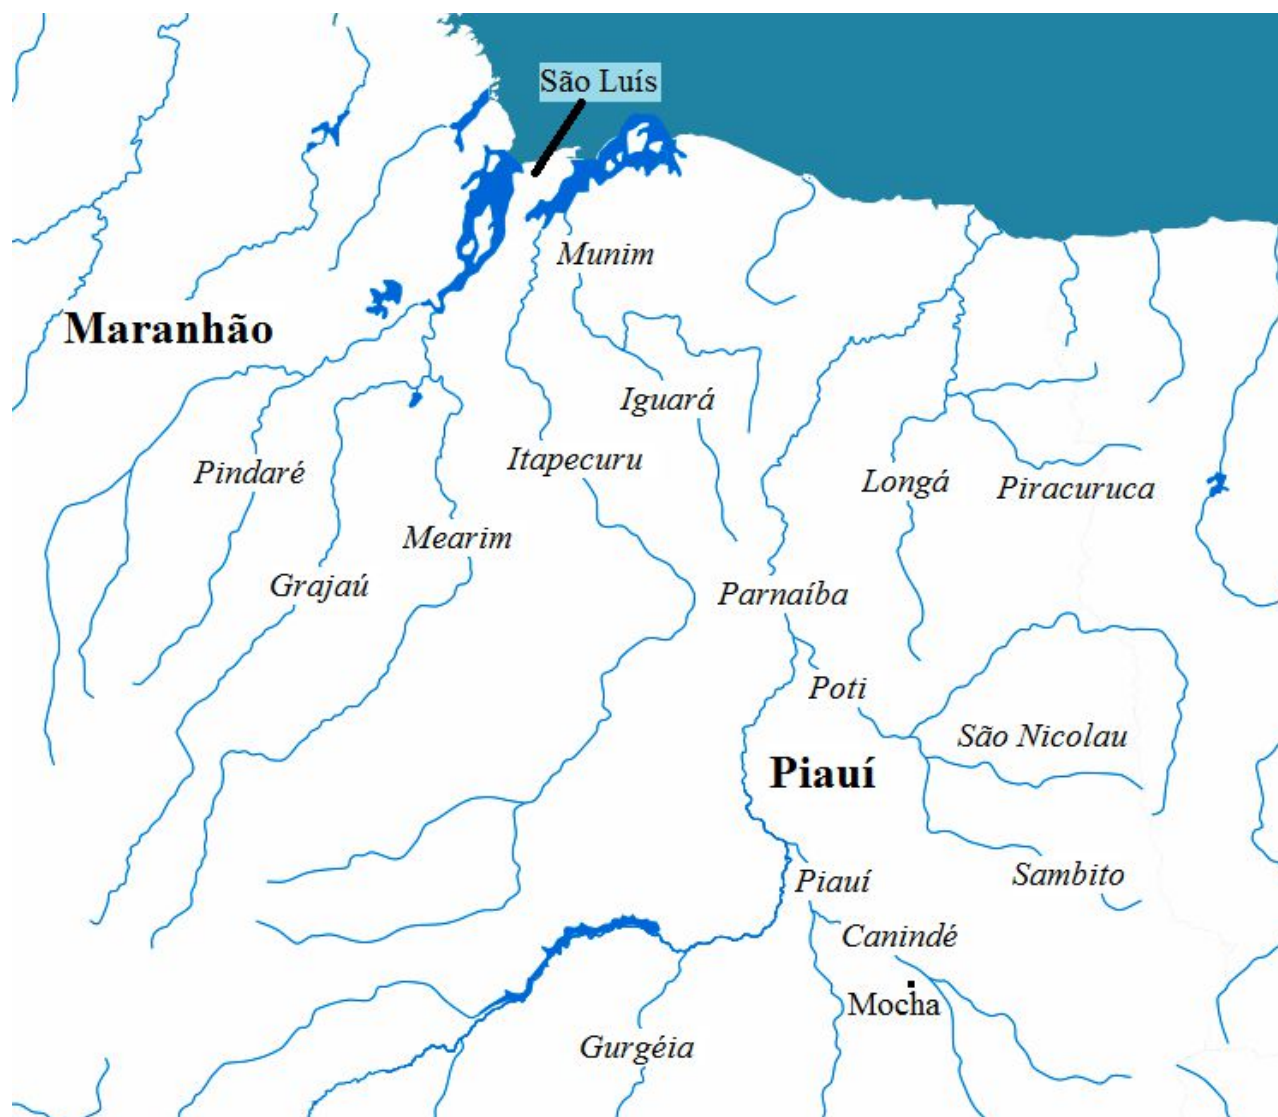 São Luís
Munim
Maranhão
Iguará
Itapecuru
Pindaré
Longá
Piracuruca
Mearim
Grajaú
Parnaíba
Poti
São Nicolau
Piauí
Sambito
Piauí
Canindé
Mocha
Gurgéia